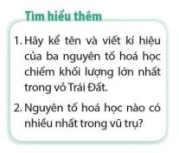 Tìm hiểu thêm
1. Hãy kể tên và viết kí hiệu
của ba nguyên tố hoá học
chiếm khối lượng lớn nhất
trong vỏ Trái Đất.
2. Nguyên tố hoá học nào có
nhiều nhất trong vũ trụ?